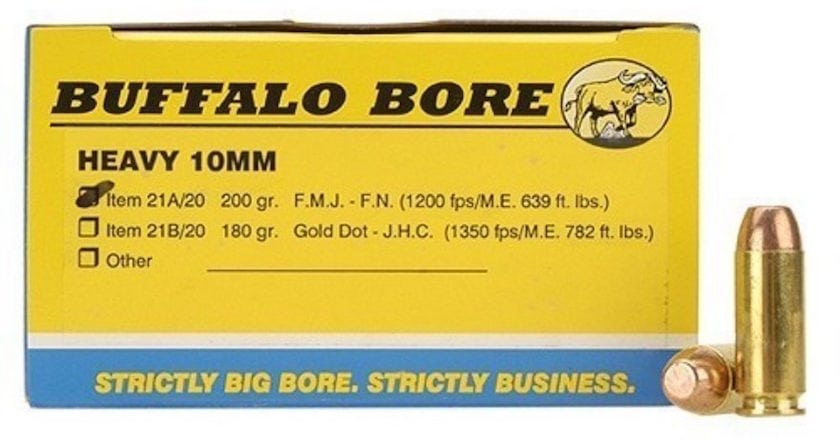 BUFFALO BORE
HEAVY 10MM
Item 21A/20 200 gr. F.M.J. - F.N. (1200 fps/M.E. 639 ft. lbs.)
Item 21B/20 180 gr. Gold Dot - J.H.C. (1350 fps/M.E. 782 ft. lbs.)
Other
STRICTLY BIG BORE. STRICTLY BUSINESS.